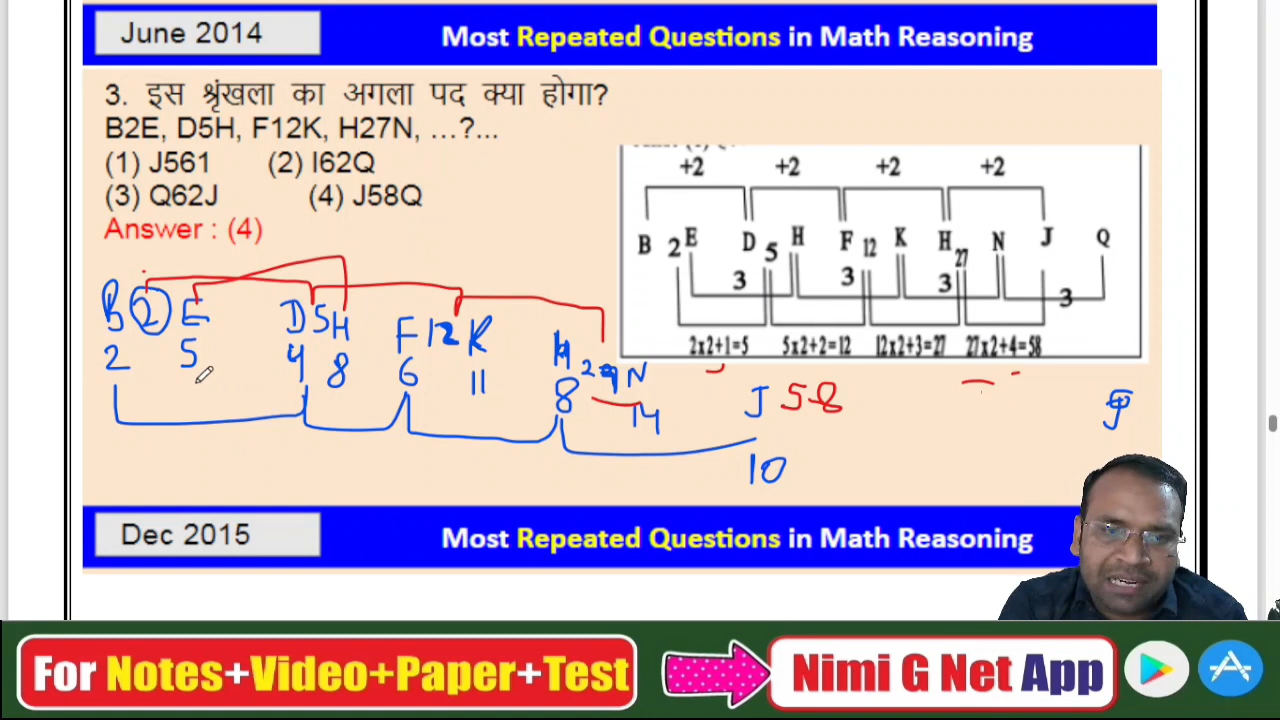 June 2014
Most Repeated Questions in Math Reasoning
3. इस श्रृंखला का अगला पद क्या होगा?
B2E, D5H, F12K, H27N, ...?...
(1) J561 (2) I62Q
(3) Q62J (4) J58Q
Answer : (4)
+2 +2 +2 +2
B 2 E D 5 H F 12 K H 27 N J Q
3 3 3 3
2x2+1=5 5x2+2=12 12x2+3=27 27x2+4=58
B 2 E D 5 H F 12 K H 27 N J 58
2 5 4 8 6 11 8 14 10
Dec 2015
Most Repeated Questions in Math Reasoning
For Notes+Video+Paper+Test
Nimi G Net App